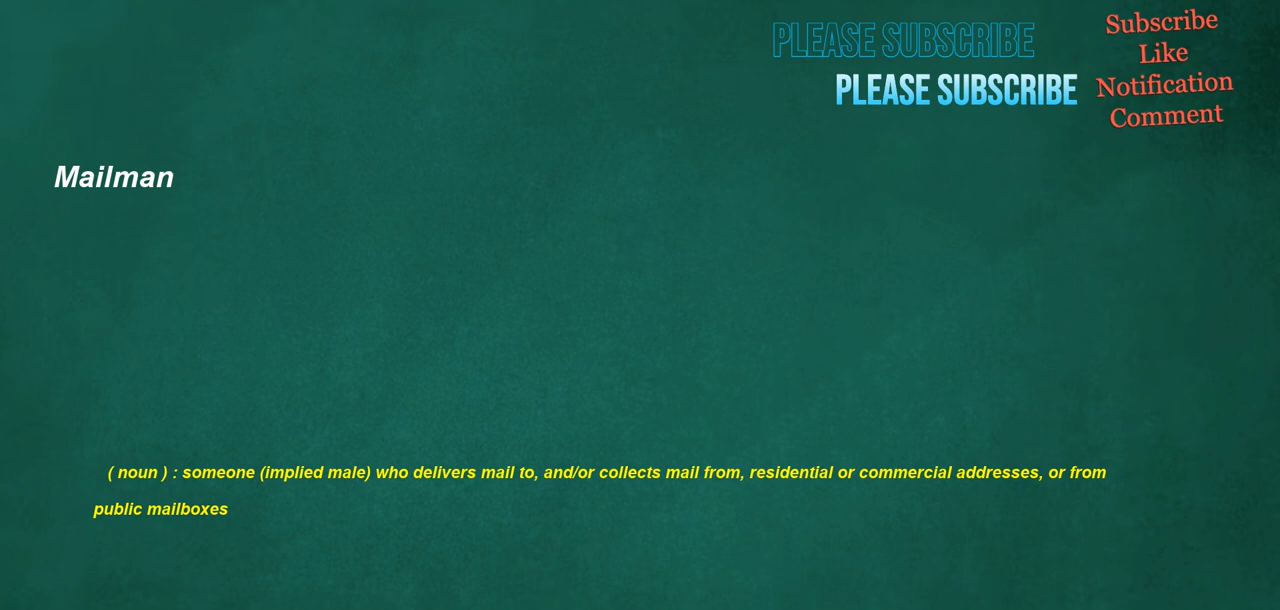 PLEASE SUBSCRIBE
PLEASE SUBSCRIBE
Subscribe
Like
Notification
Comment
Mailman
( noun ) : someone (implied male) who delivers mail to, and/or collects mail from, residential or commercial addresses, or from
public mailboxes